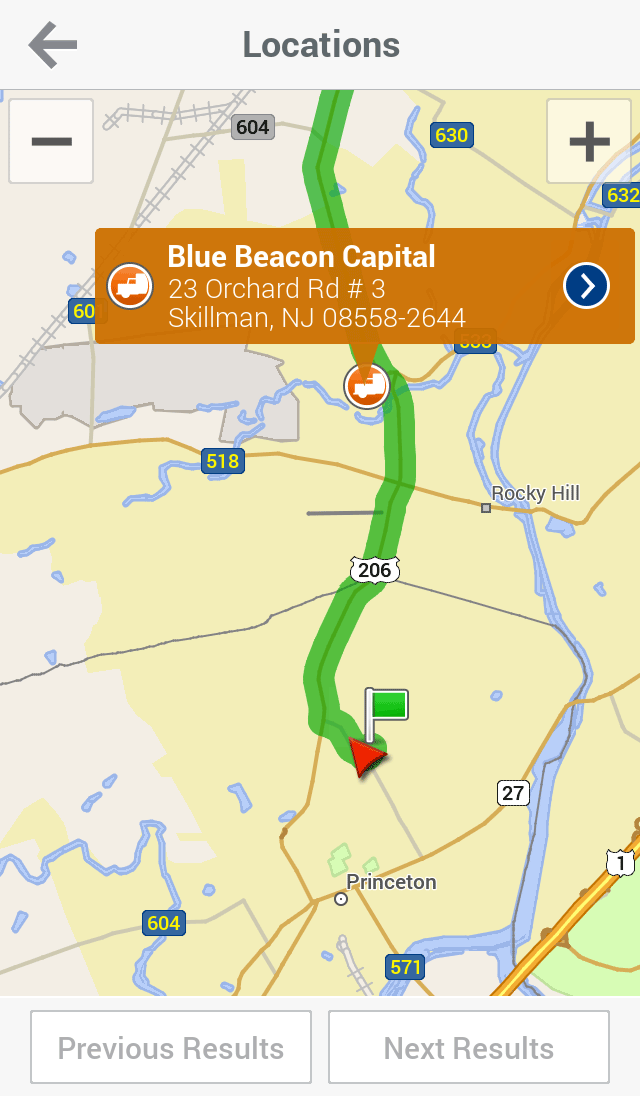 Locations
604
630
632
Blue Beacon Capital
23 Orchard Rd # 3
Skillman, NJ 08558-2644
518
Rocky Hill
206
27
1
Princeton
604
571
Previous Results
Next Results